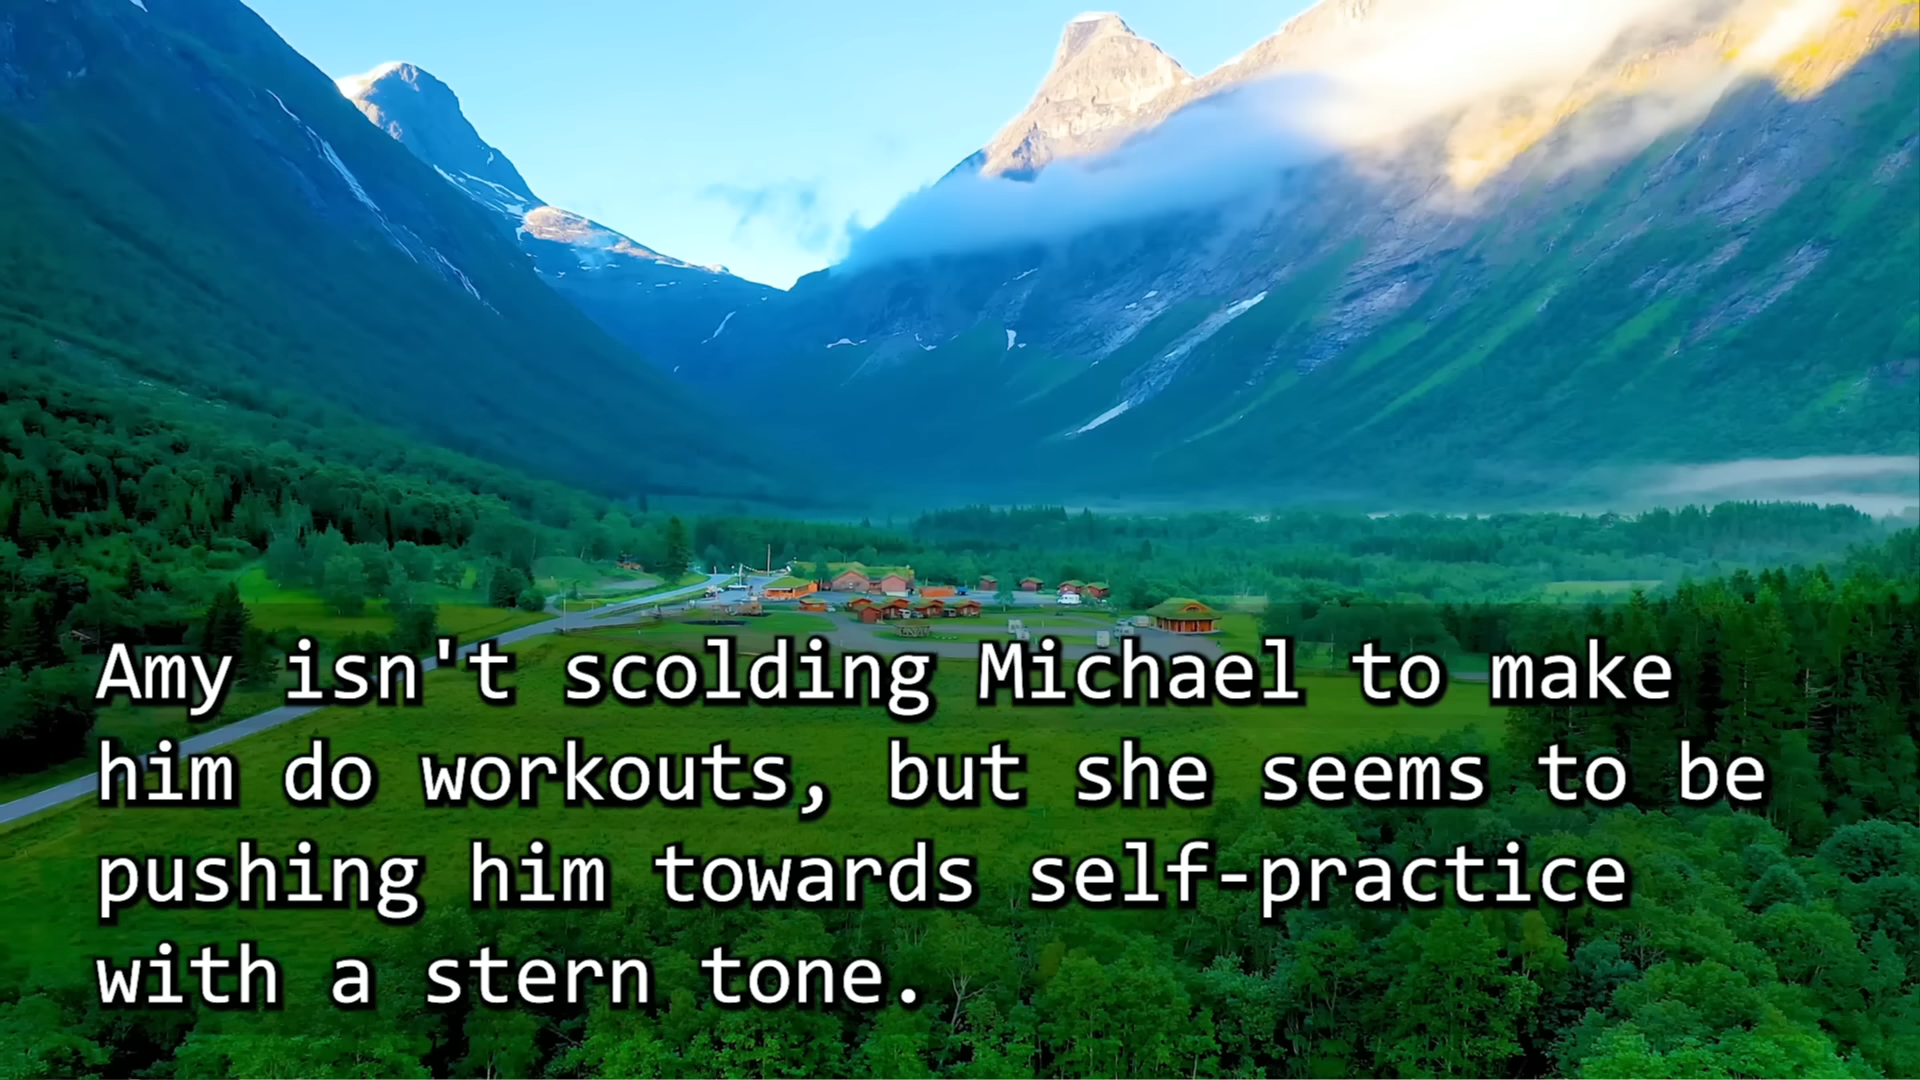 Amy isn't scolding Michael to make
him do workouts, but she seems to be
pushing him towards self-practice
with a stern tone.